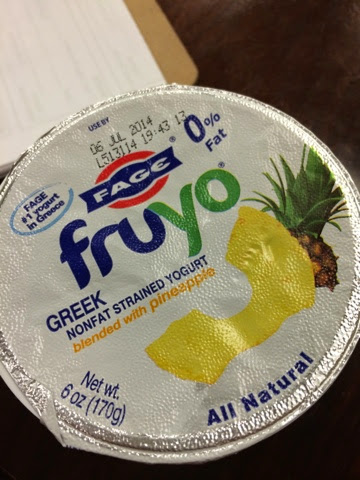 USE BY
06 JUL 2014
L513114 19:43 13
0% Fat
FAGE
#1 yogurt
in Greece
FAGE
fruyo
GREEK
NONFAT STRAINED YOGURT
blended with pineapple
Net wt.
6 oz (170g)
All Natural